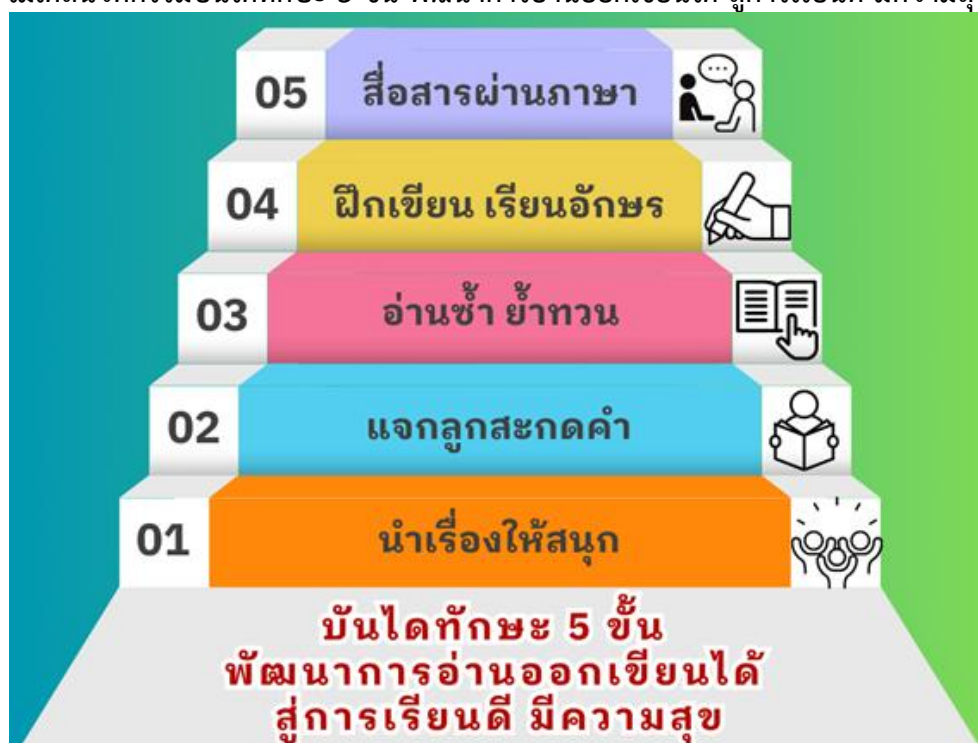 05 สื่อสารผ่านภาษา
04 ฝึกเขียน เรียนอักษร
03 อ่านซ้ำ ย้ำทวน
02 แจกลูกสะกดคำ
01 นำเรื่องให้สนุก
บันไดทักษะ 5 ขั้น
พัฒนาการอ่านออกเขียนได้
สู่การเรียนดี มีความสุข